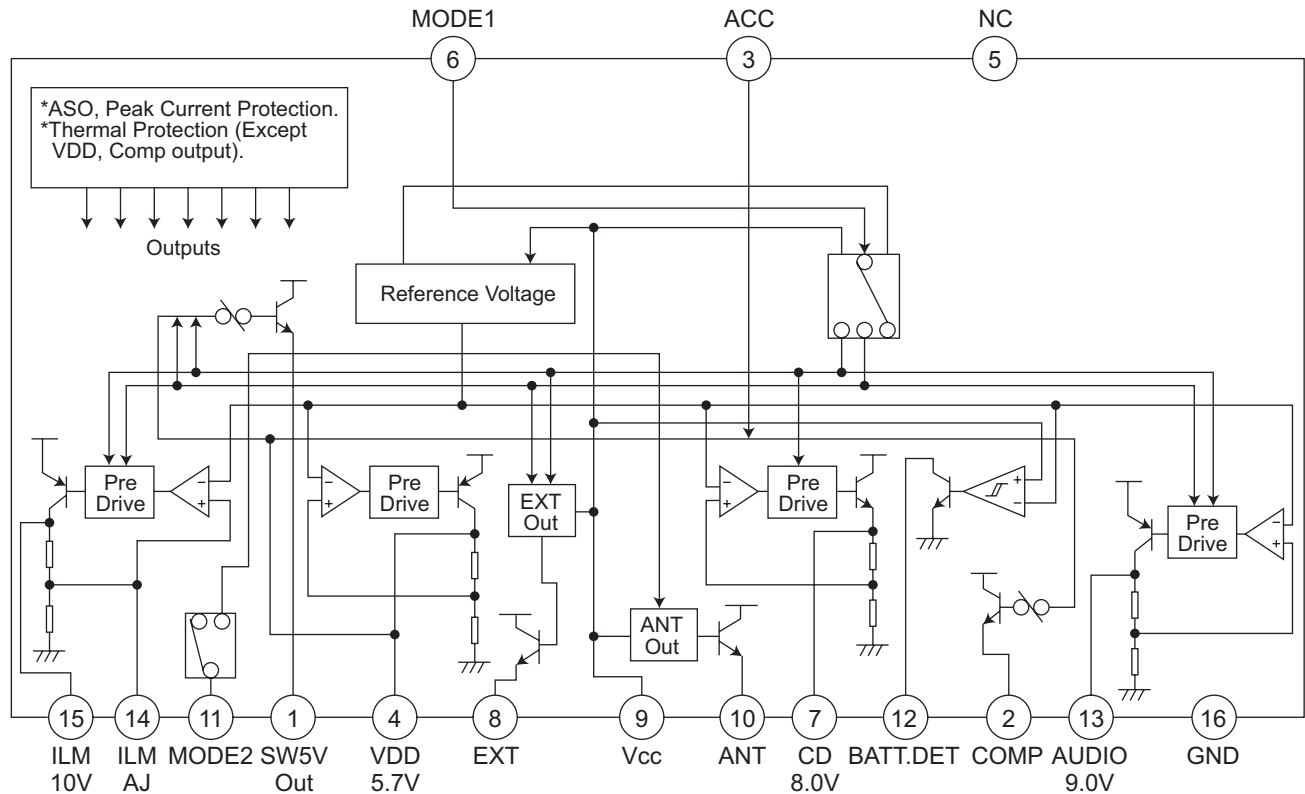 MODE1 ACC NC
6 3 5
*ASO, Peak Current Protection.
*Thermal Protection (Except
VDD, Comp output).
Outputs
Reference Voltage
Pre
Drive
− +
− +
Pre
Drive
EXT
Out
− +
Pre
Drive
+ −
Pre
Drive
− +
ANT
Out
15 14 11 1 4 8 9 10 7 12 2 13 16
ILM ILM MODE2 SW5V VDD EXT Vcc ANT CD BATT.DET COMP AUDIO GND
10V AJ Out 5.7V 8.0V 9.0V